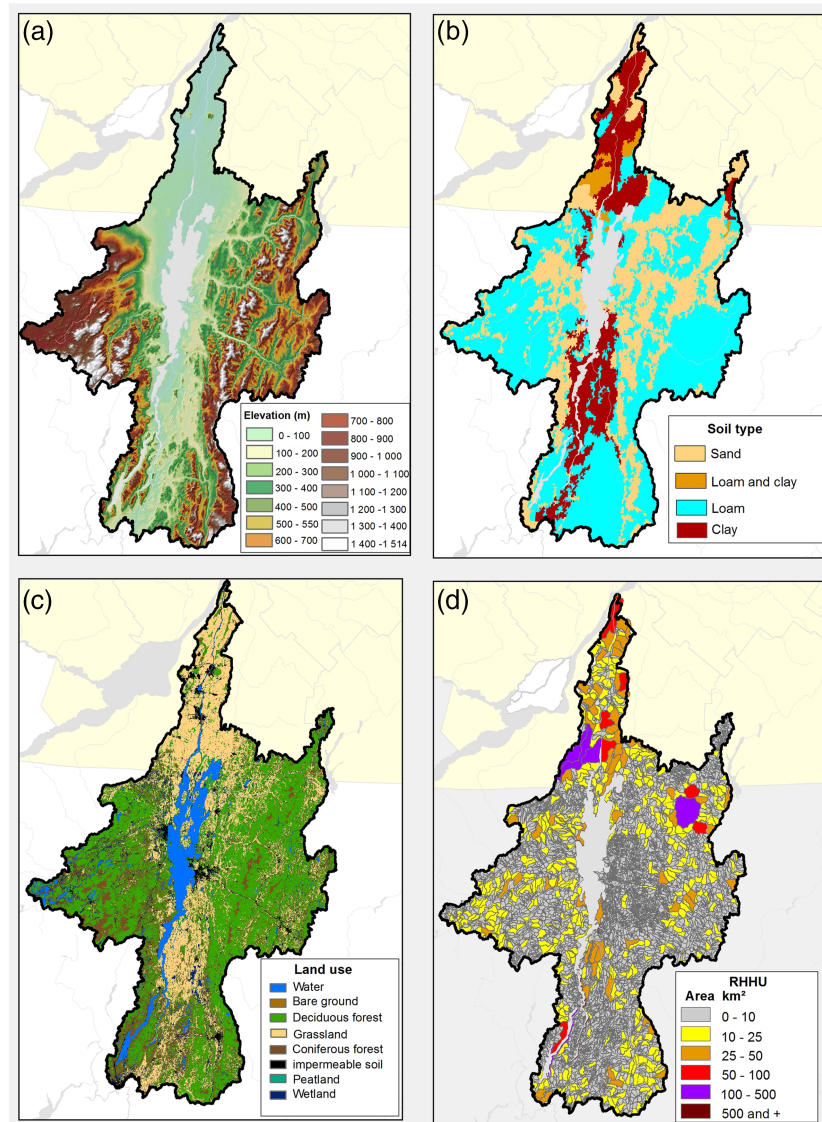 (a)
Elevation (m)
0 - 100
100 - 200
200 - 300
300 - 400
400 - 500
500 - 550
600 - 700
700 - 800
800 - 900
900 - 1 000
1 000 - 1 100
1 100 -1 200
1 200 -1 300
1 300 -1 400
1 400 -1 514
(b)
Soil type
Sand
Loam and clay
Loam
Clay
(c)
Land use
Water
Bare ground
Deciduous forest
Grassland
Coniferous forest
impermeable soil
Peatland
Wetland
(d)
RHHU
Area km²
0 - 10
10 - 25
25 - 50
50 - 100
100 - 500
500 and +